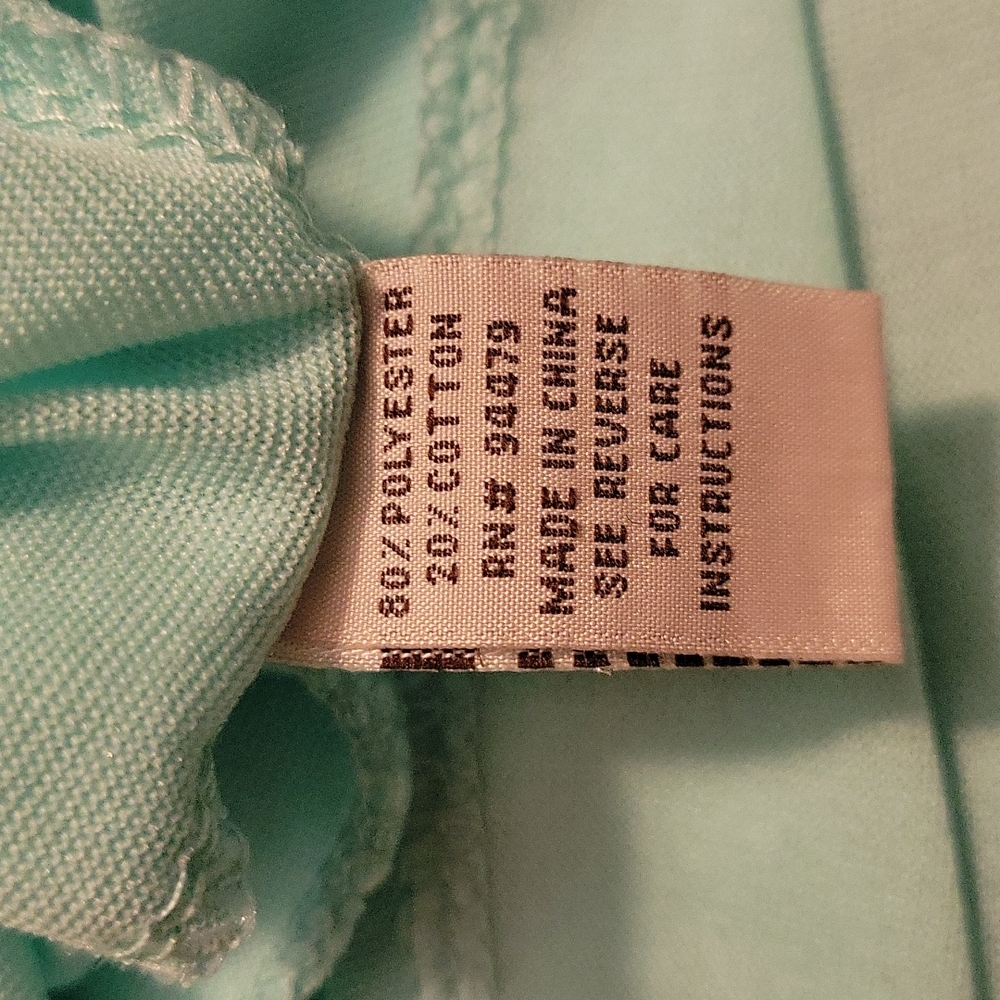 80% POLYESTER
20% COTTON
RN# 94479
MADE IN CHINA
SEE REVERSE
FOR CARE
INSTRUCTIONS